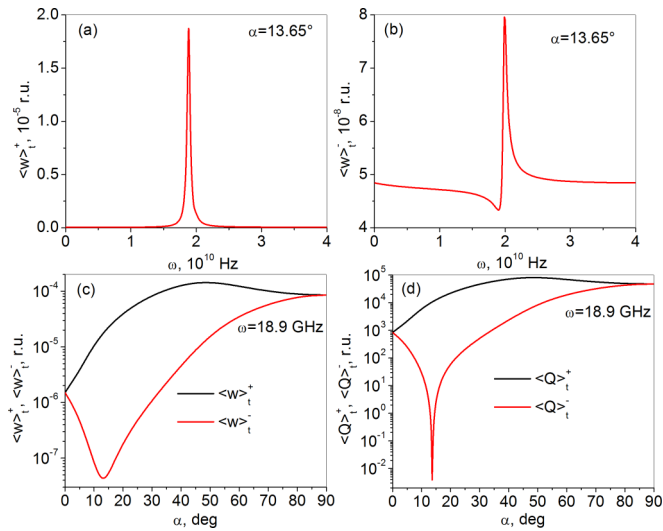 (a)
α=13.65°
2.0
1.5
1.0
0.5
0.0
<w>ₜ⁺, 10⁻⁵ r.u.
0 1 2 3 4
ω, 10¹⁰ Hz
(b)
α=13.65°
8
7
6
5
4
<w>ₜ⁻, 10⁻⁸ r.u.
0 1 2 3 4
ω, 10¹⁰ Hz
(c)
ω=18.9 GHz
10⁻⁴
10⁻⁵
10⁻⁶
10⁻⁷
<w>ₜ⁺, <w>ₜ⁻, r.u.
<w>ₜ⁺
<w>ₜ⁻
0 10 20 30 40 50 60 70 80 90
α, deg
(d)
ω=18.9 GHz
10⁵
10⁴
10³
10²
10¹
10⁰
10⁻¹
10⁻²
<Q>ₜ⁺, <Q>ₜ⁻, r.u.
<Q>ₜ⁺
<Q>ₜ⁻
0 10 20 30 40 50 60 70 80 90
α, deg